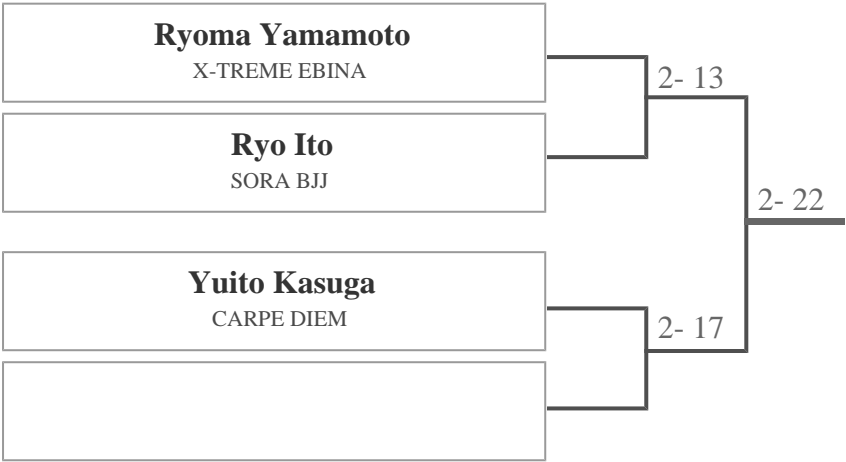 Ryoma Yamamoto
X-TREME EBINA
2- 13
Ryo Ito
SORA BJJ
2- 22
Yuito Kasuga
CARPE DIEM
2- 17